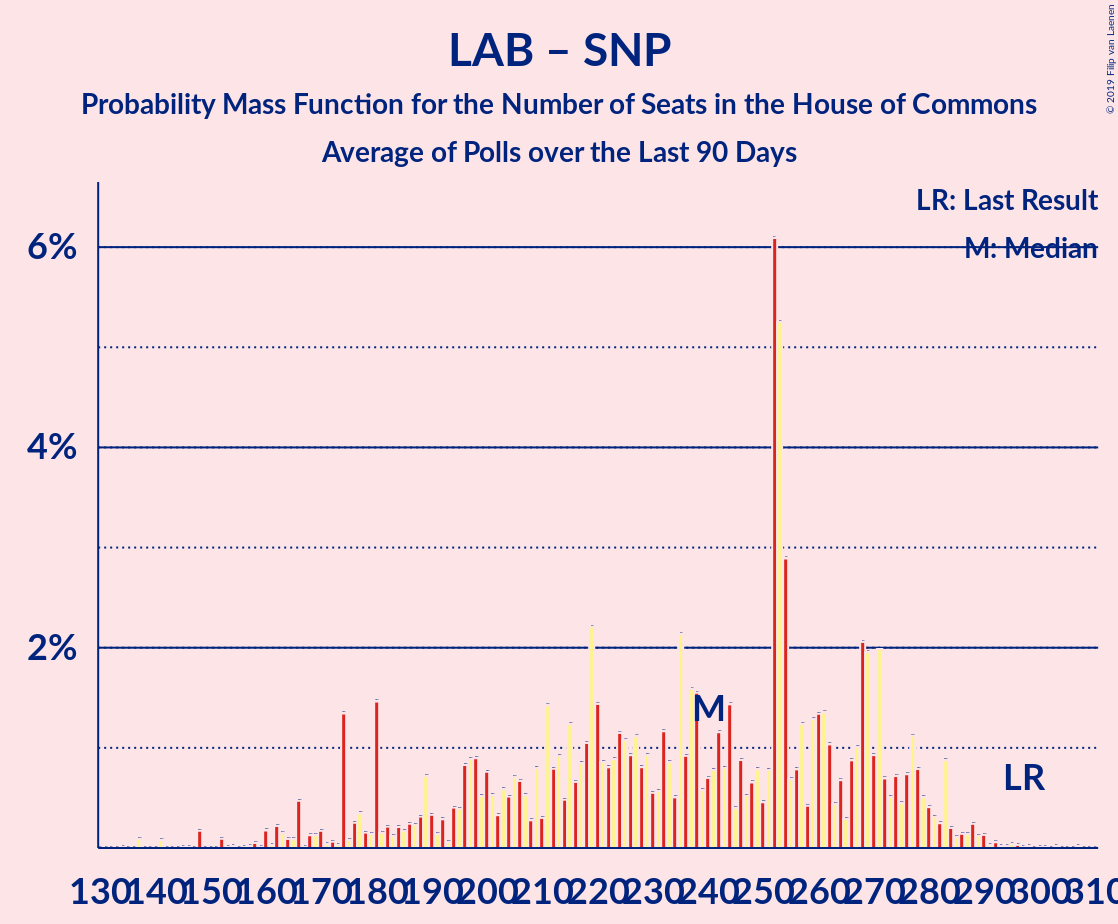 LAB – SNP
Probability Mass Function for the Number of Seats in the House of Commons
Average of Polls over the Last 90 Days
© 2019 Filip van Laenen
LR: Last Result
M: Median
6%
4%
2%
M
LR
130 140 150 160 170 180 190 200 210 220 230 240 250 260 270 280 290 300 310